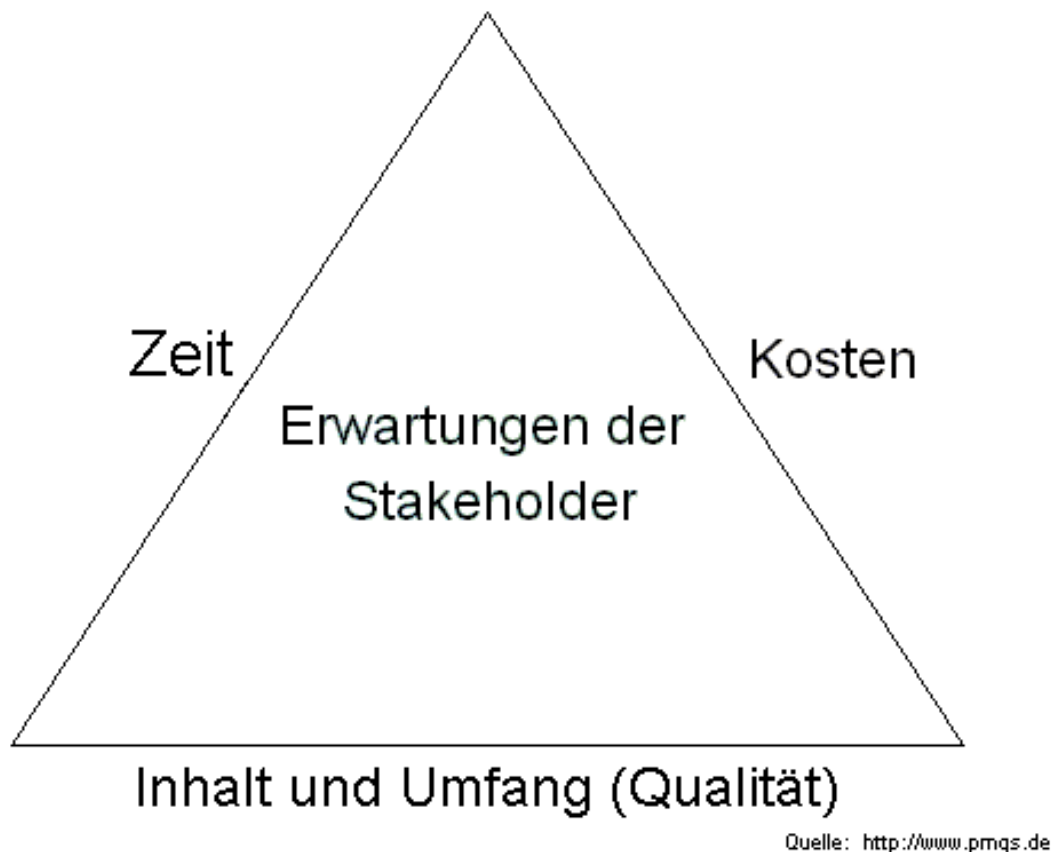 Zeit
Kosten
Erwartungen der
Stakeholder
Inhalt und Umfang (Qualität)
Quelle: http://www.pmqs.de